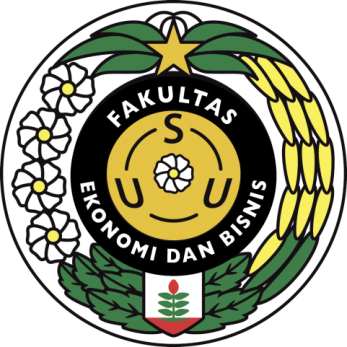 FAKULTAS
S
U U
EKONOMI DAN BISNIS